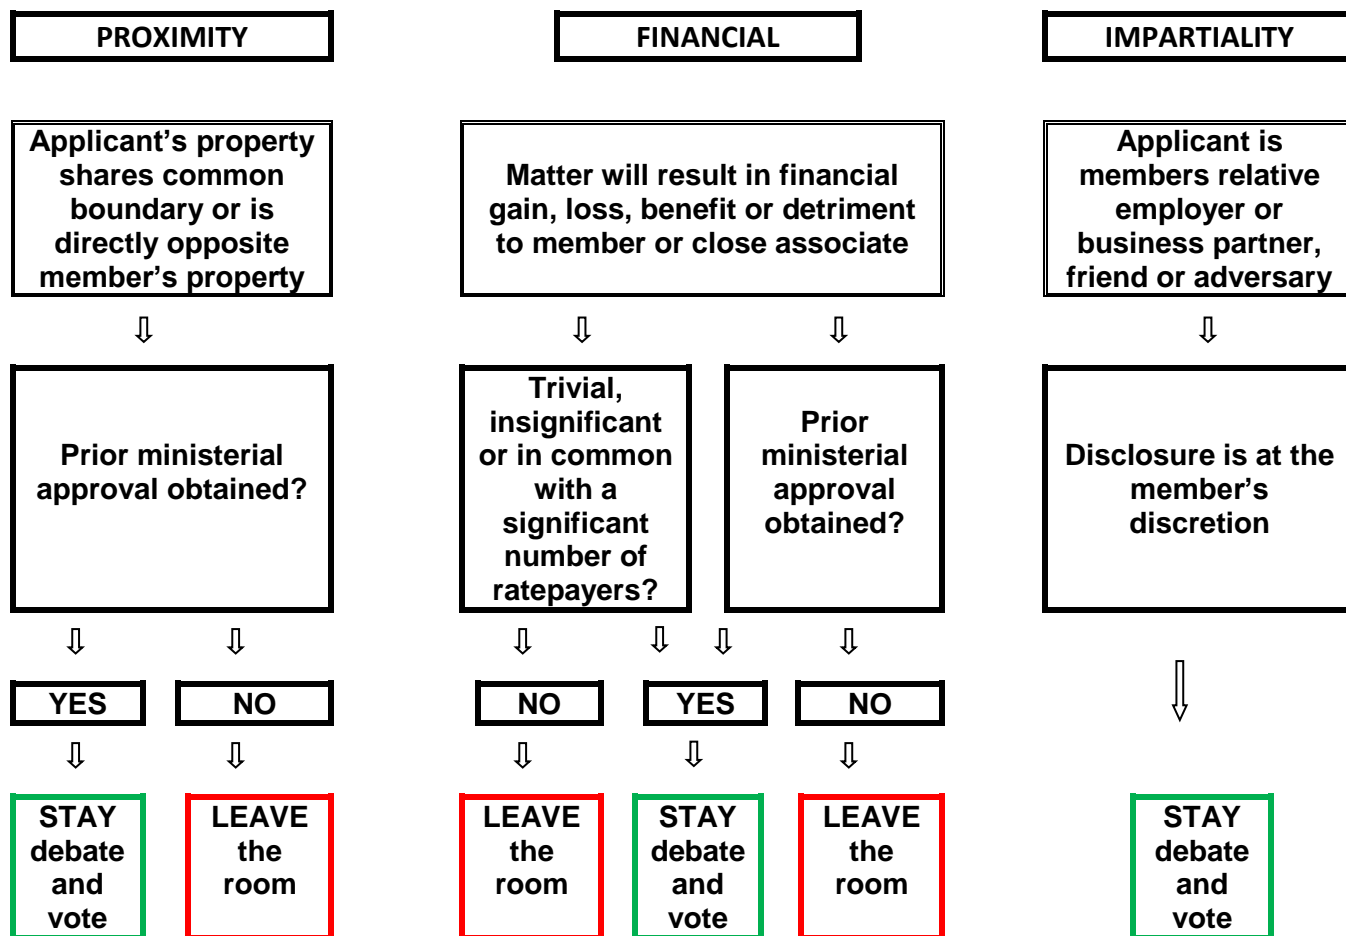 PROXIMITY
FINANCIAL
IMPARTIALITY
Applicant’s property
shares common
boundary or is
directly opposite
member’s property
Matter will result in financial
gain, loss, benefit or detriment
to member or close associate
Applicant is
members relative
employer or
business partner,
friend or adversary
Prior ministerial
approval obtained?
Trivial,
insignificant
or in common
with a
significant
number of
ratepayers?
Prior
ministerial
approval
obtained?
Disclosure is at the
member’s
discretion
YES
NO
NO
YES
NO
STAY
debate
and
vote
LEAVE
the
room
LEAVE
the
room
STAY
debate
and
vote
LEAVE
the
room
STAY
debate
and
vote